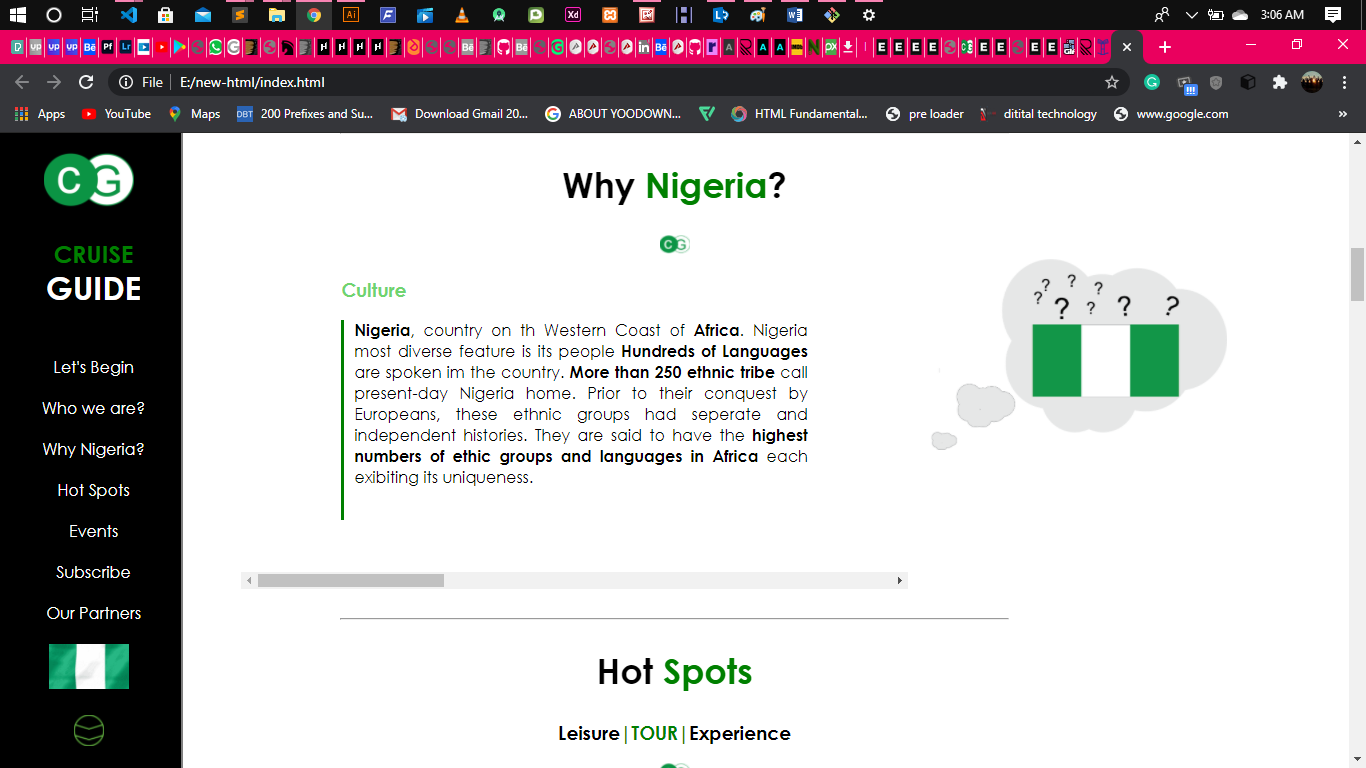 3:06 AM
File | E:/new-html/index.html
Apps YouTube Maps 200 Prefixes and Su... Download Gmail 20... ABOUT YOODOWN... HTML Fundamental... pre loader ditital technology www.google.com »
CG
CRUISE
GUIDE
Let's Begin
Who we are?
Why Nigeria?
Hot Spots
Events
Subscribe
Our Partners
Why Nigeria?
CG
Culture
Nigeria, country on th Western Coast of Africa. Nigeria
most diverse feature is its people Hundreds of Languages
are spoken im the country. More than 250 ethnic tribe call
present-day Nigeria home. Prior to their conquest by
Europeans, these ethnic groups had seperate and
independent histories. They are said to have the highest
numbers of ethic groups and languages in Africa each
exibiting its uniqueness.
? ? ? ? ? ? ? ?
Hot Spots
Leisure|TOUR|Experience